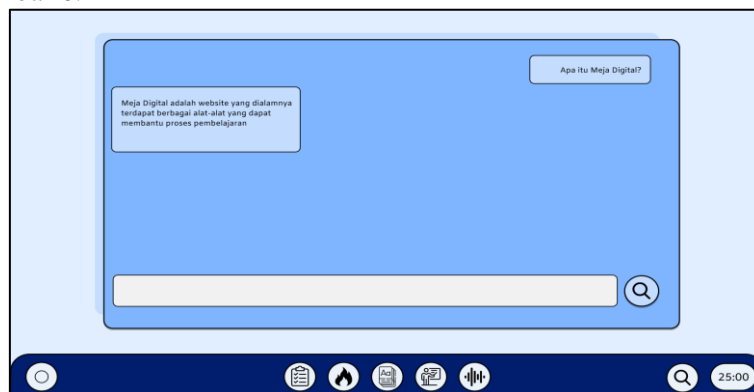 Apa itu Meja Digital?
Meja Digital adalah website yang dialamnya
terdapat berbagai alat-alat yang dapat
membantu proses pembelajaran
25:00